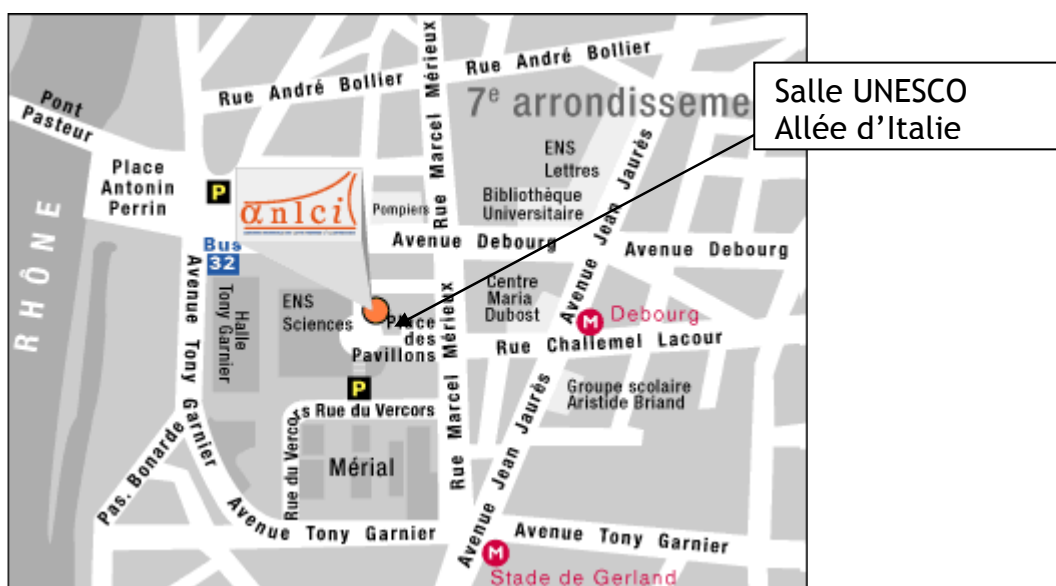 Salle UNESCO
Allée d’Italie
Rue André Bollier
Rue André Bollier
7e arrondisseme
Pont
Pasteur
Place
Antonin
Perrin
P
αnlci
Pompiers
Rue Marcel Mérieux
ENS
Lettres
Bibliothèque
Universitaire
Avenue Jean Jaurès
Bus
32
Avenue Debourg
Avenue Debourg
RHÔNE
Avenue Tony Garnier
Halle
Tony Garnier
ENS
Sciences
Place
des
Pavillons
Centre
Maria
Dubost
M Debourg
Rue Challemel Lacour
P
Rue Marcel Mérieux
Groupe scolaire
Aristide Briand
s Rue du Vercors
Rue du Vercors
Mérial
Avenue Jean Jaurès
Pas. Bonarde
Avenue Tony Garnier
Avenue Tony Garnier
M
Stade de Gerland